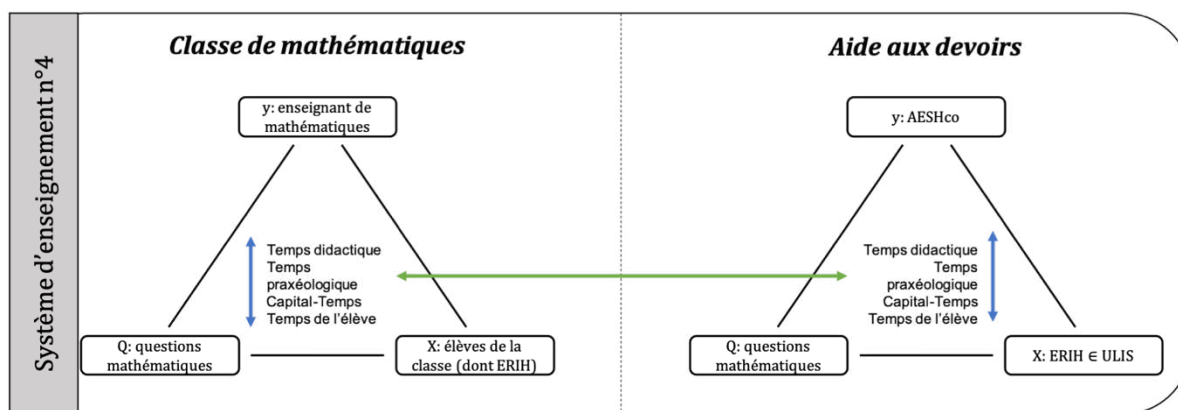 Système d'enseignement n°4
Classe de mathématiques
y: enseignant de
mathématiques
Temps didactique
Temps
praxéologique
Capital-Temps
Temps de l'élève
Q: questions
mathématiques
X: élèves de la
classe (dont ERIH)
Aide aux devoirs
y: AESHco
Temps didactique
Temps
praxéologique
Capital-Temps
Temps de l'élève
Q: questions
mathématiques
X: ERIH ∈ ULIS